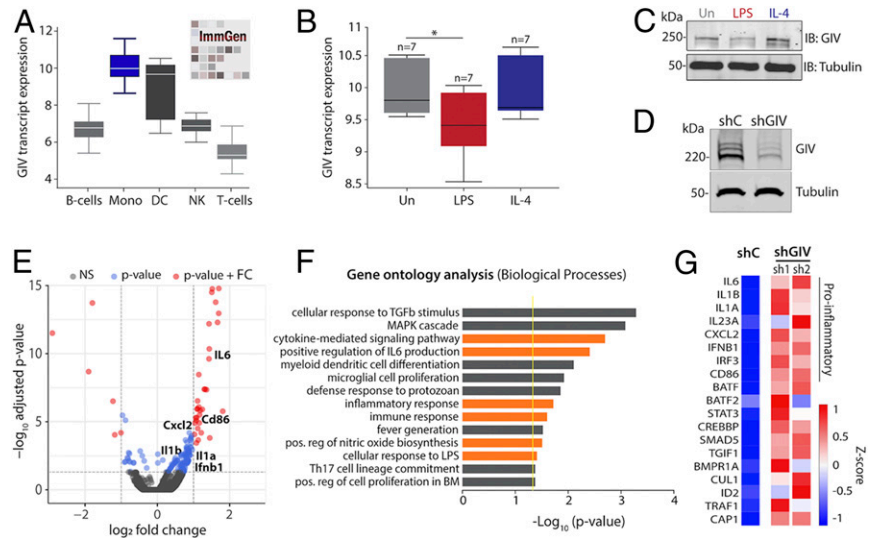 A
ImmGen
GIV transcript expression
12
10
8
6
4
B-cells Mono DC NK T-cells
B
GIV transcript expression
11
10.5
10
9.5
9
8.5
n=7
*
n=7
n=7
Un LPS IL-4
C
kDa Un LPS IL-4
250- IB: GIV
50- IB: Tubulin
D
kDa shC shGIV
220- GIV
50- Tubulin
E
NS p-value p-value + FC
-log10 adjusted p-value
15
10
5
0
IL6
Cd86
Cxcl2
Il1b
Il1a
Ifnb1
-2 0 2
log2 fold change
F
Gene ontology analysis (Biological Processes)
cellular response to TGFb stimulus
MAPK cascade
cytokine-mediated signaling pathway
positive regulation of IL6 production
myeloid dendritic cell differentiation
microglial cell proliferation
defense response to protozoan
inflammatory response
immune response
fever generation
pos. reg of nitric oxide biosynthesis
cellular response to LPS
Th17 cell lineage commitment
pos. reg of cell proliferation in BM
0 1 2 3 4
-Log10 (p-value)
G
shC shGIV
sh1 sh2
IL6
IL1B
IL1A
IL23A
CXCL2
IFNB1
IRF3
CD86
BATF
BATF2
STAT3
CREBBP
SMAD5
TGIF1
BMPR1A
CUL1
ID2
TRAF1
CAP1
Pro-inflammatory
1
0.5
0
-0.5
-1
Z-score